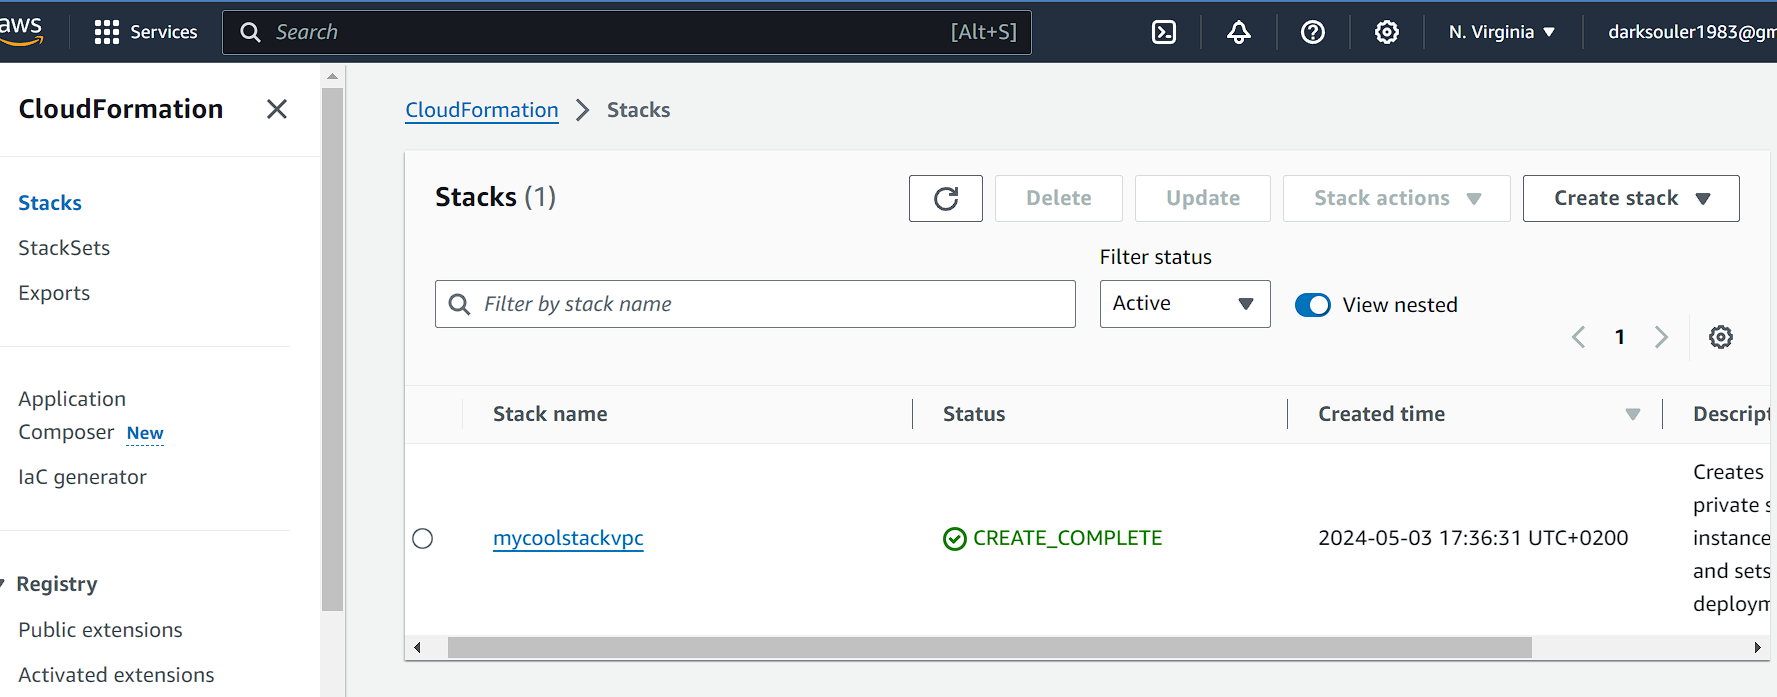 aws
Services
Search
[Alt+S]
N. Virginia
darksouler1983@gm
CloudFormation
Stacks
StackSets
Exports
Application
Composer New
IaC generator
Registry
Public extensions
Activated extensions
CloudFormation > Stacks
Stacks (1)
Delete
Update
Stack actions
Create stack
Filter status
Filter by stack name
Active
View nested
1
Stack name
Status
Created time
Descript
mycoolstackvpc
CREATE_COMPLETE
2024-05-03 17:36:31 UTC+0200
Creates
private s
instance
and sets
deploym